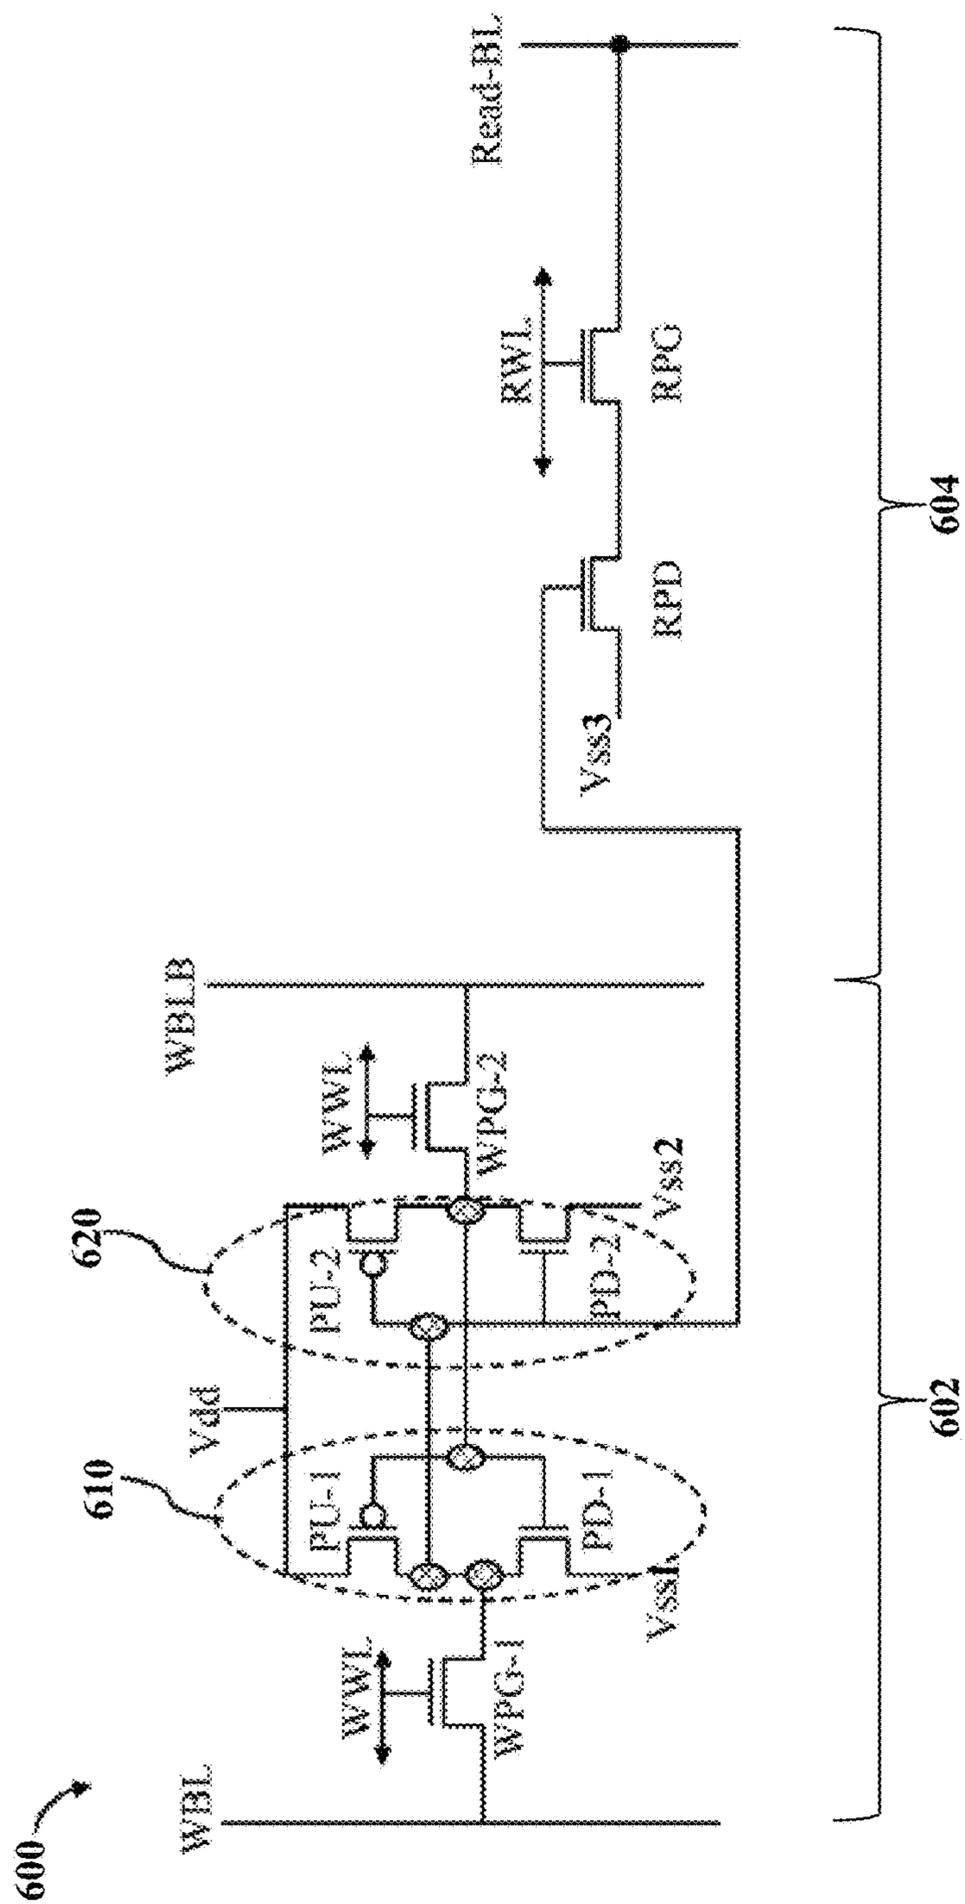 600
WBL
WWL
WPG-1
610
PU-1
PD-1
Vss1
Vdd
620
PU-2
PD-2
Vss2
WWL
WPG-2
WBLB
602
Vss3
RPD
RWL
RPG
Read-BL
604